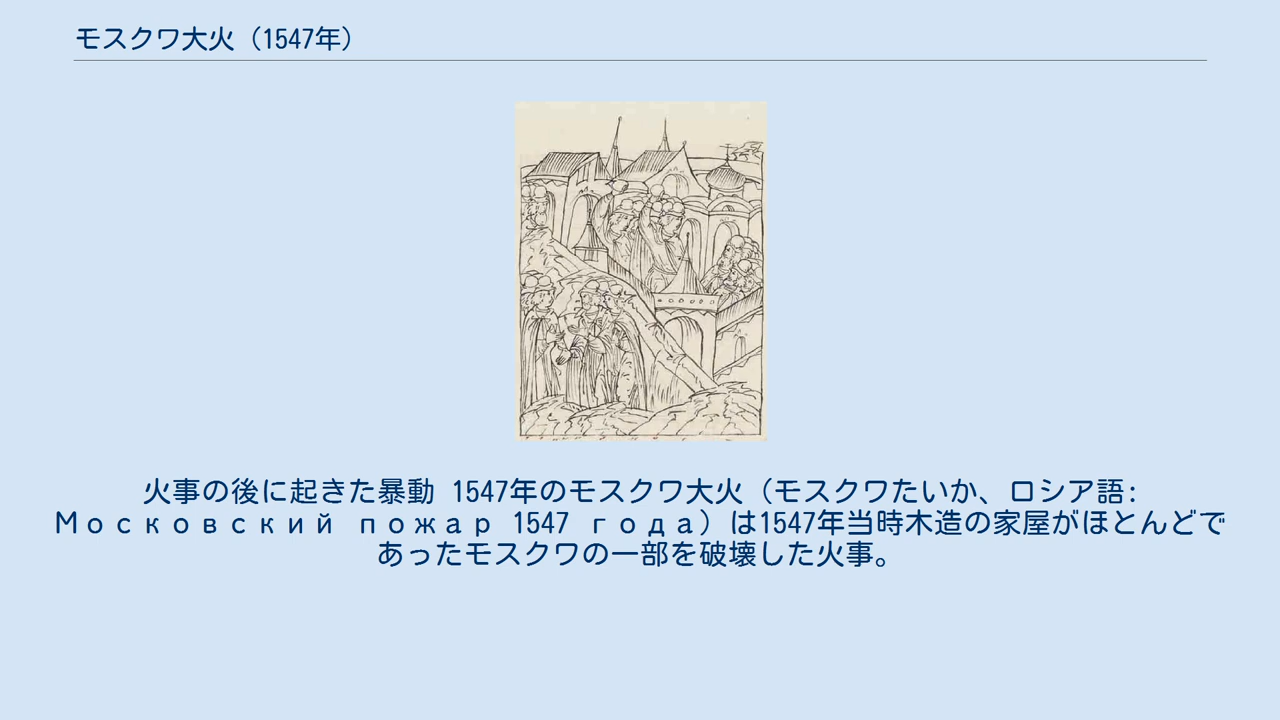 モスクワ大火（1547年）
火事の後に起きた暴動 1547年のモスクワ大火（モスクワたいか、ロシア語:
Московский пожар 1547 года）は1547年当時木造の家屋がほとんどで
あったモスクワの一部を破壊した火事。